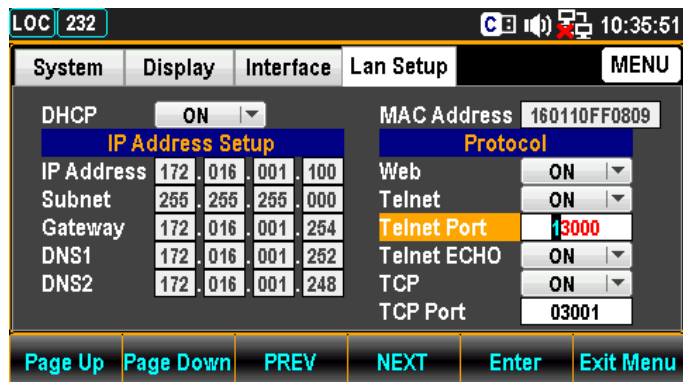 LOC 232 C 10:35:51
System Display Interface Lan Setup MENU
DHCP ON MAC Address 160110FF0809
IP Address Setup Protocol
IP Address 172 . 016 . 001 . 100 Web ON
Subnet 255 . 255 . 255 . 000 Telnet ON
Gateway 172 . 016 . 001 . 254 Telnet Port 13000
DNS1 172 . 016 . 001 . 252 Telnet ECHO ON
DNS2 172 . 016 . 001 . 248 TCP ON
TCP Port 03001
Page Up Page Down PREV NEXT Enter Exit Menu